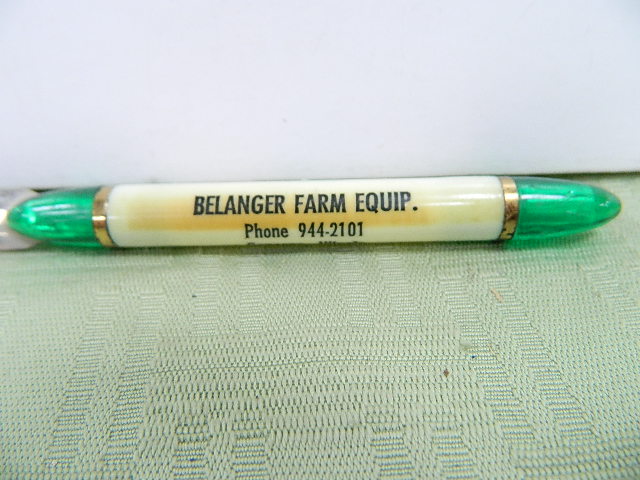 BELANGER FARM EQUIP.
Phone 944-2101